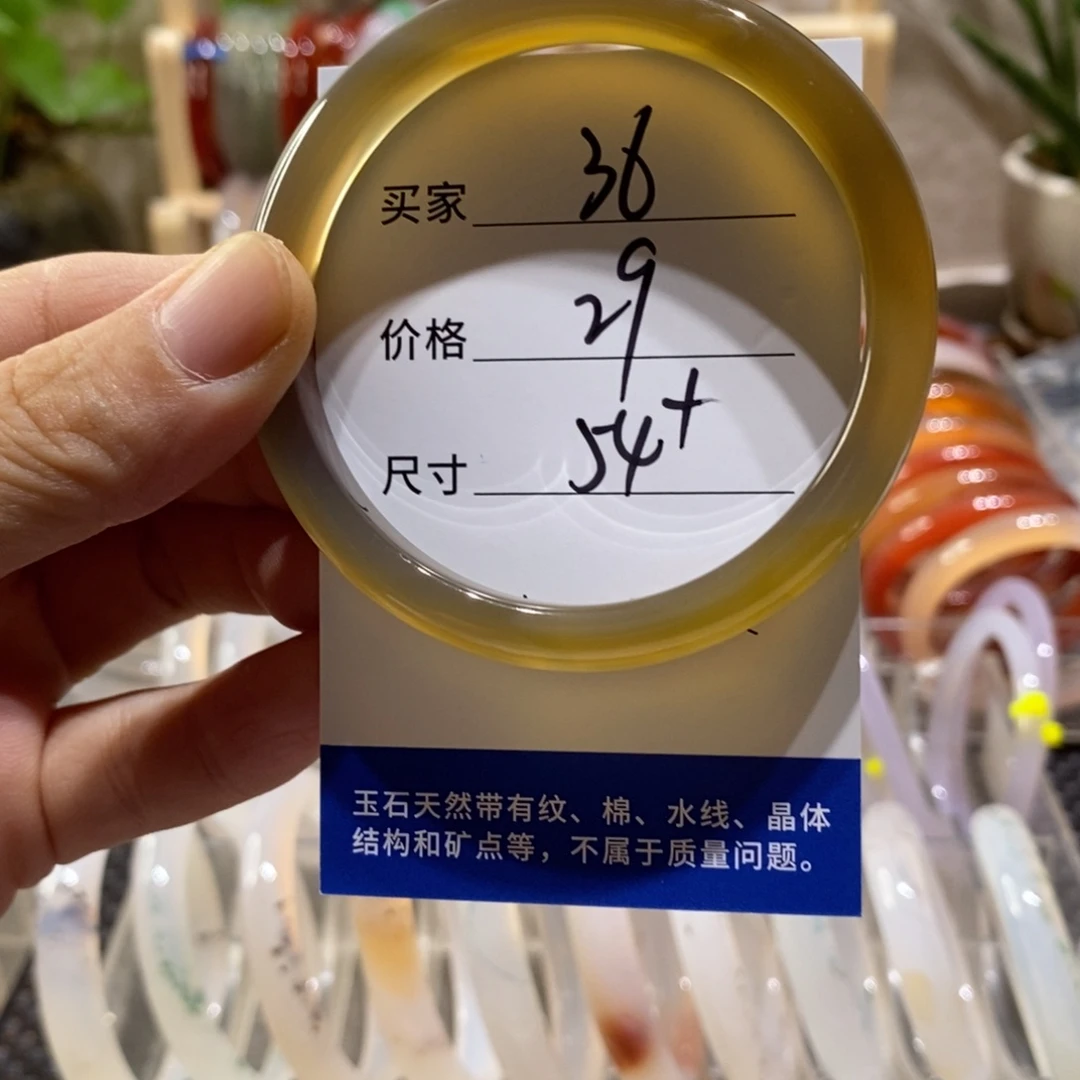 买家 36
价格 29
尺寸 54+
玉石天然带有纹、棉、水线、晶体
结构和矿点等，不属于质量问题。